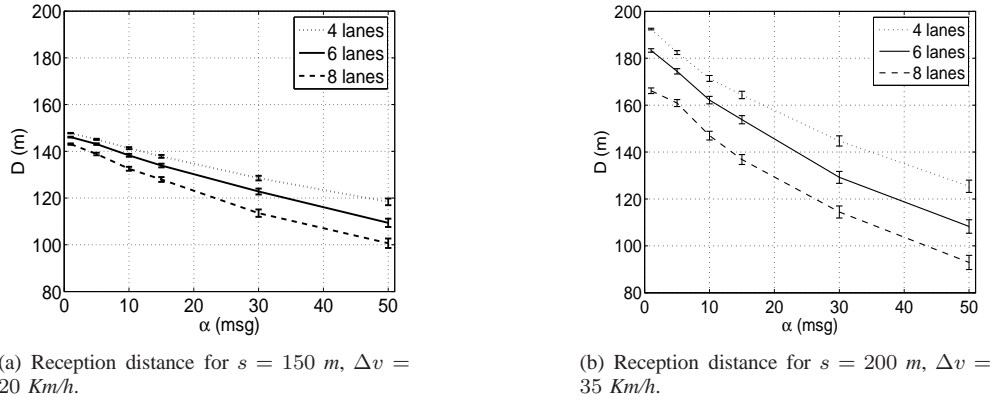 200
180
160
140
120
100
80
0 10 20 30 40 50
D (m)
α (msg)
4 lanes
6 lanes
8 lanes
(a) Reception distance for s = 150 m, Δv =
20 Km/h.
200
180
160
140
120
100
80
0 10 20 30 40 50
D (m)
α (msg)
4 lanes
6 lanes
8 lanes
(b) Reception distance for s = 200 m, Δv =
35 Km/h.